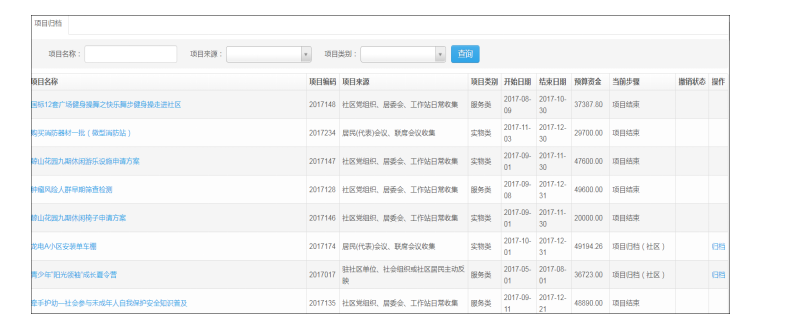 项目归档
项目名称： 项目来源： 项目类别： 查询
项目名称 项目编码 项目来源 项目类别 开始日期 结束日期 预算资金 当前步骤 撤销状态 操作
国标12套广场健身操舞之快乐舞步健身操走进社区 2017148 社区党组织、居委会、工作站日常收集 服务类 2017-08-09 2017-10-30 37387.80 项目结束
购买消防器材一批（微型消防站） 2017234 居民(代表)会议、联席会议收集 实物类 2017-11-03 2017-12-30 29700.00 项目结束
山花园九期休闲游乐设施申请方案 2017147 社区党组织、居委会、工作站日常收集 实物类 2017-09-01 2017-11-30 47600.00 项目结束
肿瘤风险人群早期筛查检测 2017128 社区党组织、居委会、工作站日常收集 服务类 2017-09-08 2017-12-31 49600.00 项目结束
山花园九期休闲椅子申请方案 2017146 社区党组织、居委会、工作站日常收集 实物类 2017-09-01 2017-11-30 20000.00 项目结束
龙电A小区安装单车棚 2017174 居民(代表)会议、联席会议收集 实物类 2017-10-01 2017-12-31 49194.26 项目归档（社区） 归档
青少年"阳光领袖"成长夏令营 2017017 驻社区单位、社会组织或社区居民主动反映 服务类 2017-05-01 2017-08-01 36723.00 项目归档（社区） 归档
牵手护幼—社会参与未成年人自我保护安全知识普及 2017135 社区党组织、居委会、工作站日常收集 服务类 2017-09-11 2017-12-21 48890.00 项目结束